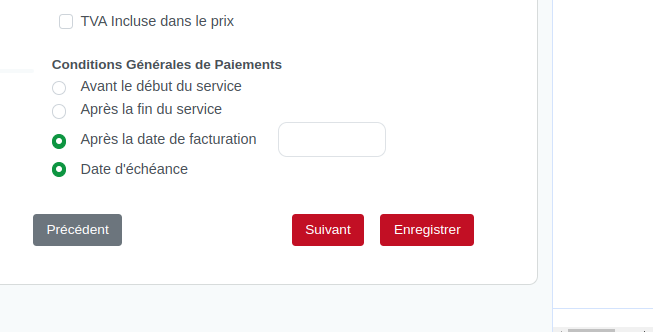 TVA Incluse dans le prix
Conditions Générales de Paiements
Avant le début du service
Après la fin du service
Après la date de facturation
Date d'échéance
Précédent Suivant Enregistrer